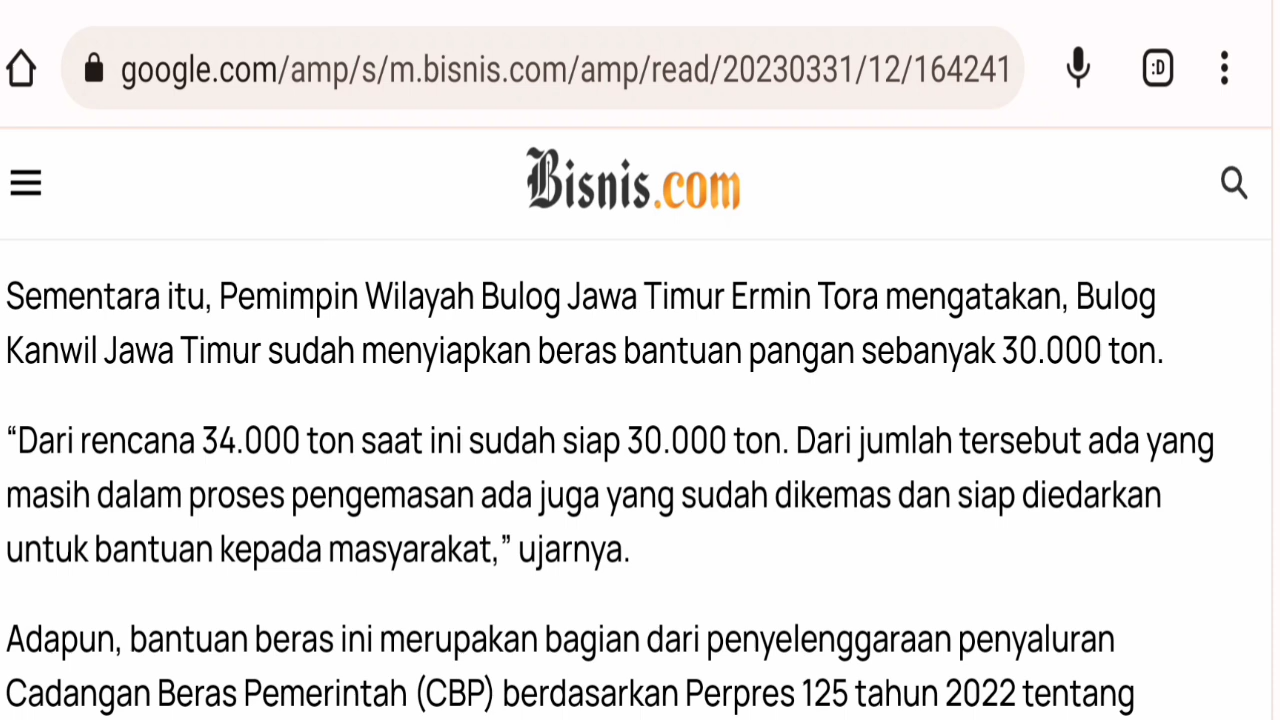 google.com/amp/s/m.bisnis.com/amp/read/20230331/12/164241
:D
Bisnis.com
Sementara itu, Pemimpin Wilayah Bulog Jawa Timur Ermin Tora mengatakan, Bulog
Kanwil Jawa Timur sudah menyiapkan beras bantuan pangan sebanyak 30.000 ton.
“Dari rencana 34.000 ton saat ini sudah siap 30.000 ton. Dari jumlah tersebut ada yang
masih dalam proses pengemasan ada juga yang sudah dikemas dan siap diedarkan
untuk bantuan kepada masyarakat,” ujarnya.
Adapun, bantuan beras ini merupakan bagian dari penyelenggaraan penyaluran
Cadangan Beras Pemerintah (CBP) berdasarkan Perpres 125 tahun 2022 tentang